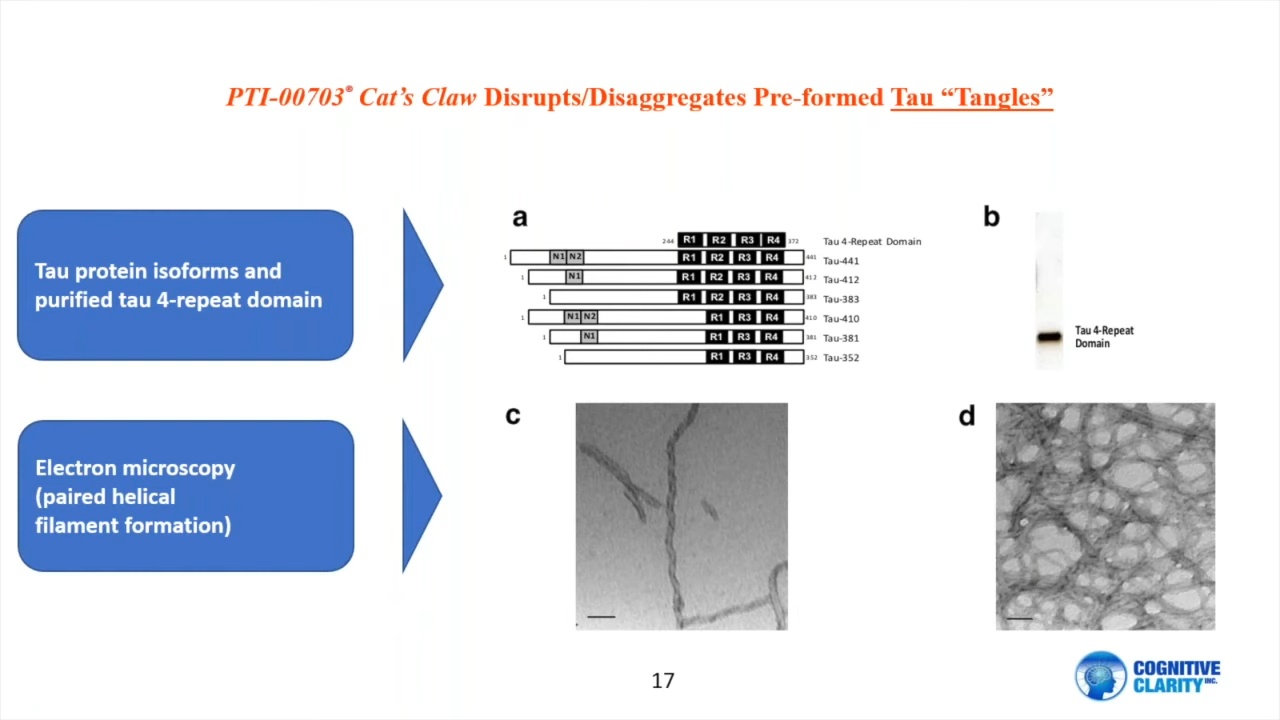 PTI-00703® Cat's Claw Disrupts/Disaggregates Pre-formed Tau “Tangles”
Tau protein isoforms and
purified tau 4-repeat domain
a
244 R1 R2 R3 R4 372 Tau 4-Repeat Domain
1 N1 N2 R1 R2 R3 R4 441 Tau-441
1 N1 R1 R2 R3 R4 412 Tau-412
1 R1 R2 R3 R4 383 Tau-383
1 N1 N2 R1 R3 R4 410 Tau-410
1 N1 R1 R3 R4 381 Tau-381
1 R1 R3 R4 352 Tau-352
b
Tau 4-Repeat
Domain
Electron microscopy
(paired helical
filament formation)
c
d
17
COGNITIVE
CLARITY INC.